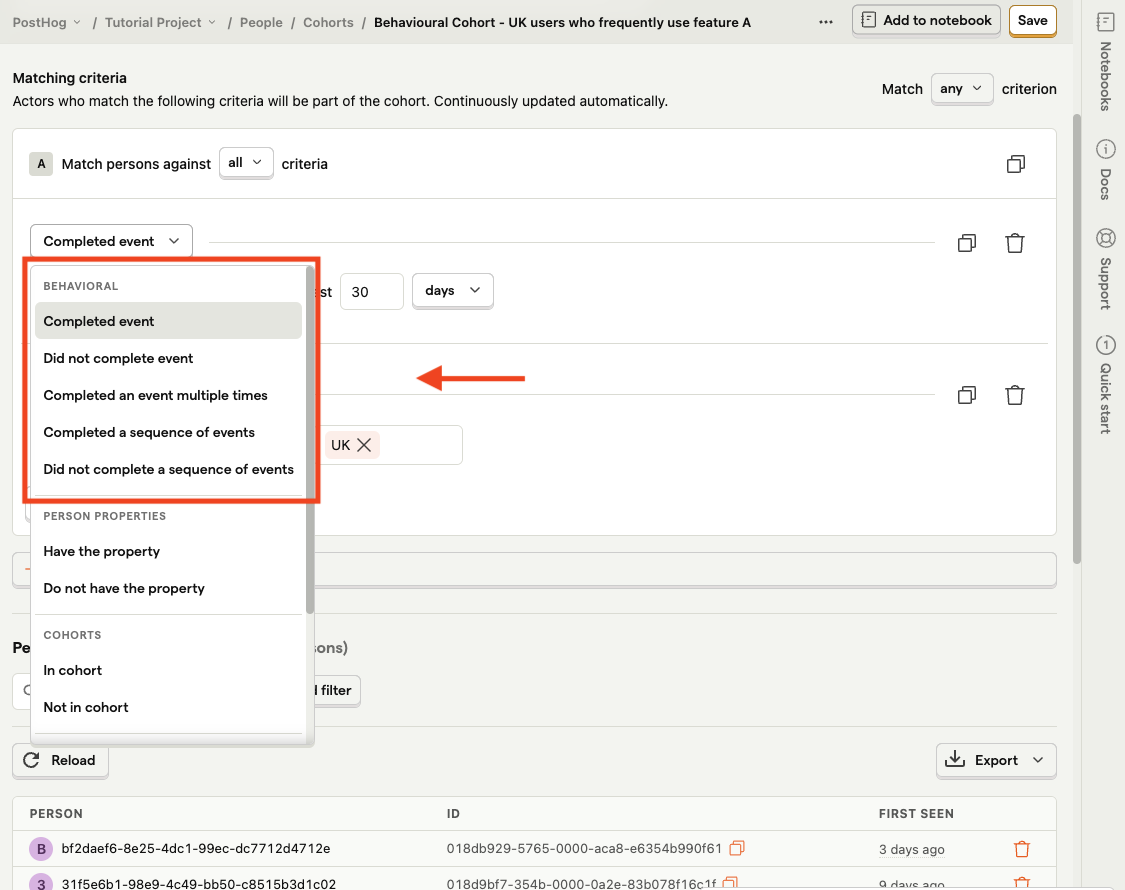 PostHog / Tutorial Project / People / Cohorts / Behavioural Cohort - UK users who frequently use feature A ··· Add to notebook Save
Matching criteria
Actors who match the following criteria will be part of the cohort. Continuously updated automatically.
Match any criterion
A Match persons against all criteria
Completed event
30 days
BEHAVIORAL
Completed event
Did not complete event
Completed an event multiple times
Completed a sequence of events
UK
Did not complete a sequence of events
PERSON PROPERTIES
Have the property
Do not have the property
COHORTS
In cohort
Not in cohort
filter
Reload Export
PERSON ID FIRST SEEN
B bf2daef6-8e25-4dc1-99ec-dc7712d4712e 018db929-5765-0000-aca8-e6354b990f61 3 days ago
3 31f5e6b1-98e9-4c49-bb50-c8515b3d1c02 018d9bf7-354b-0000-0a2e-83b078f16c1f 9 days ago
Notebooks
Docs
Support
1
Quick start